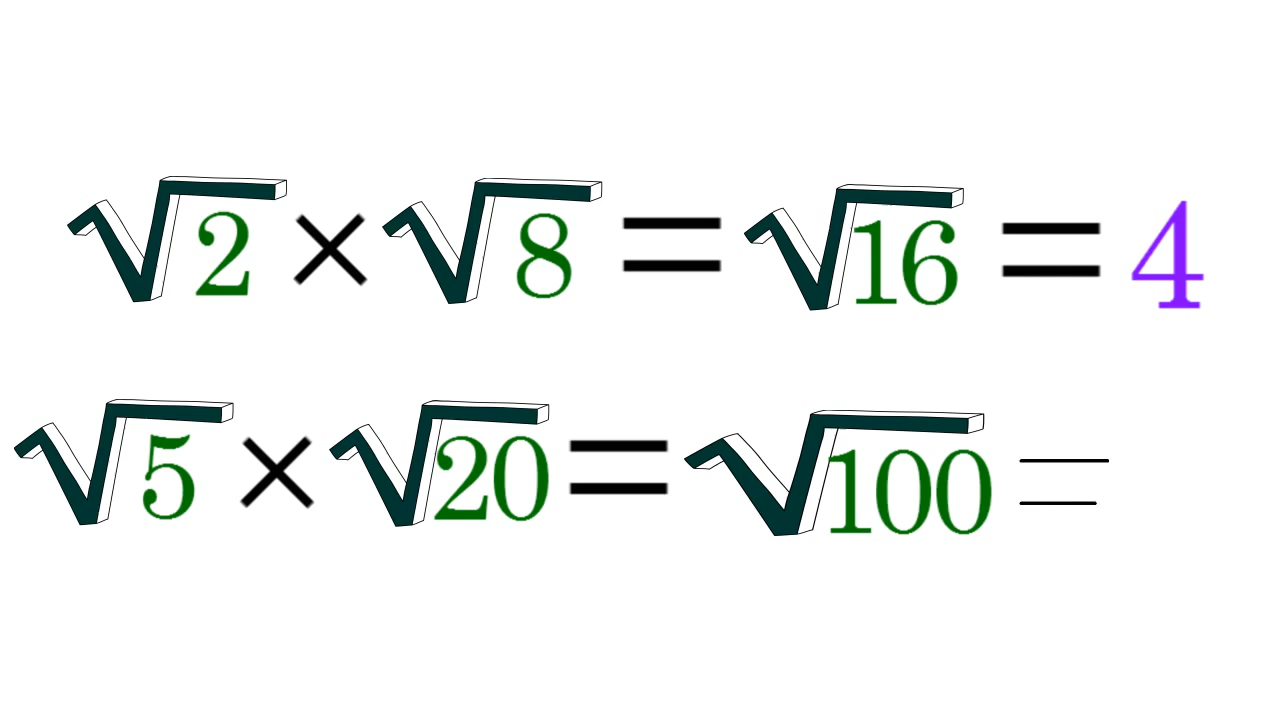 √2 × √8 = √16 = 4
√5 × √20 = √100 =